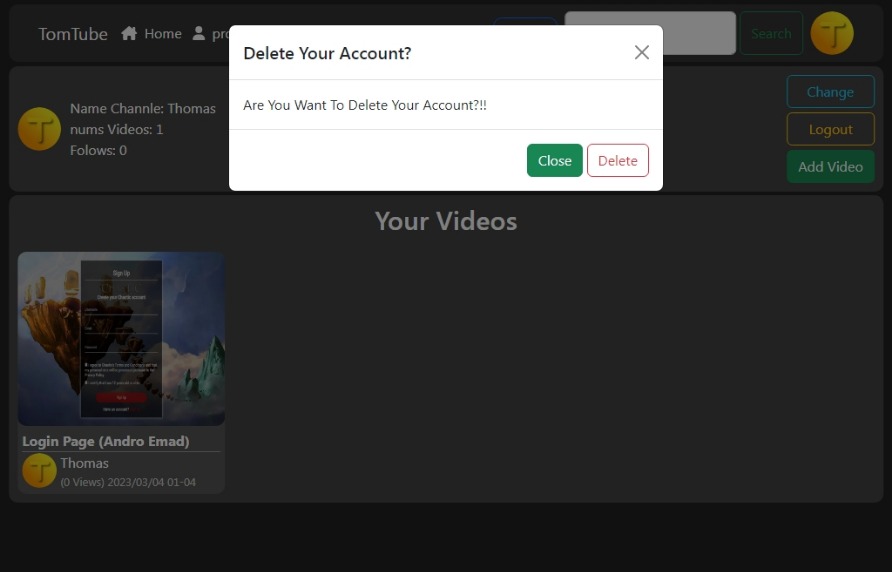 TomTube Home pro Search
Delete Your Account?
Are You Want To Delete Your Account?!!
Close Delete
Name Channle: Thomas
nums Videos: 1
Folows: 0
Change
Logout
Add Video
Your Videos
Sign Up
Login Page (Andro Emad)
Thomas
(0 Views) 2023/03/04 01-04